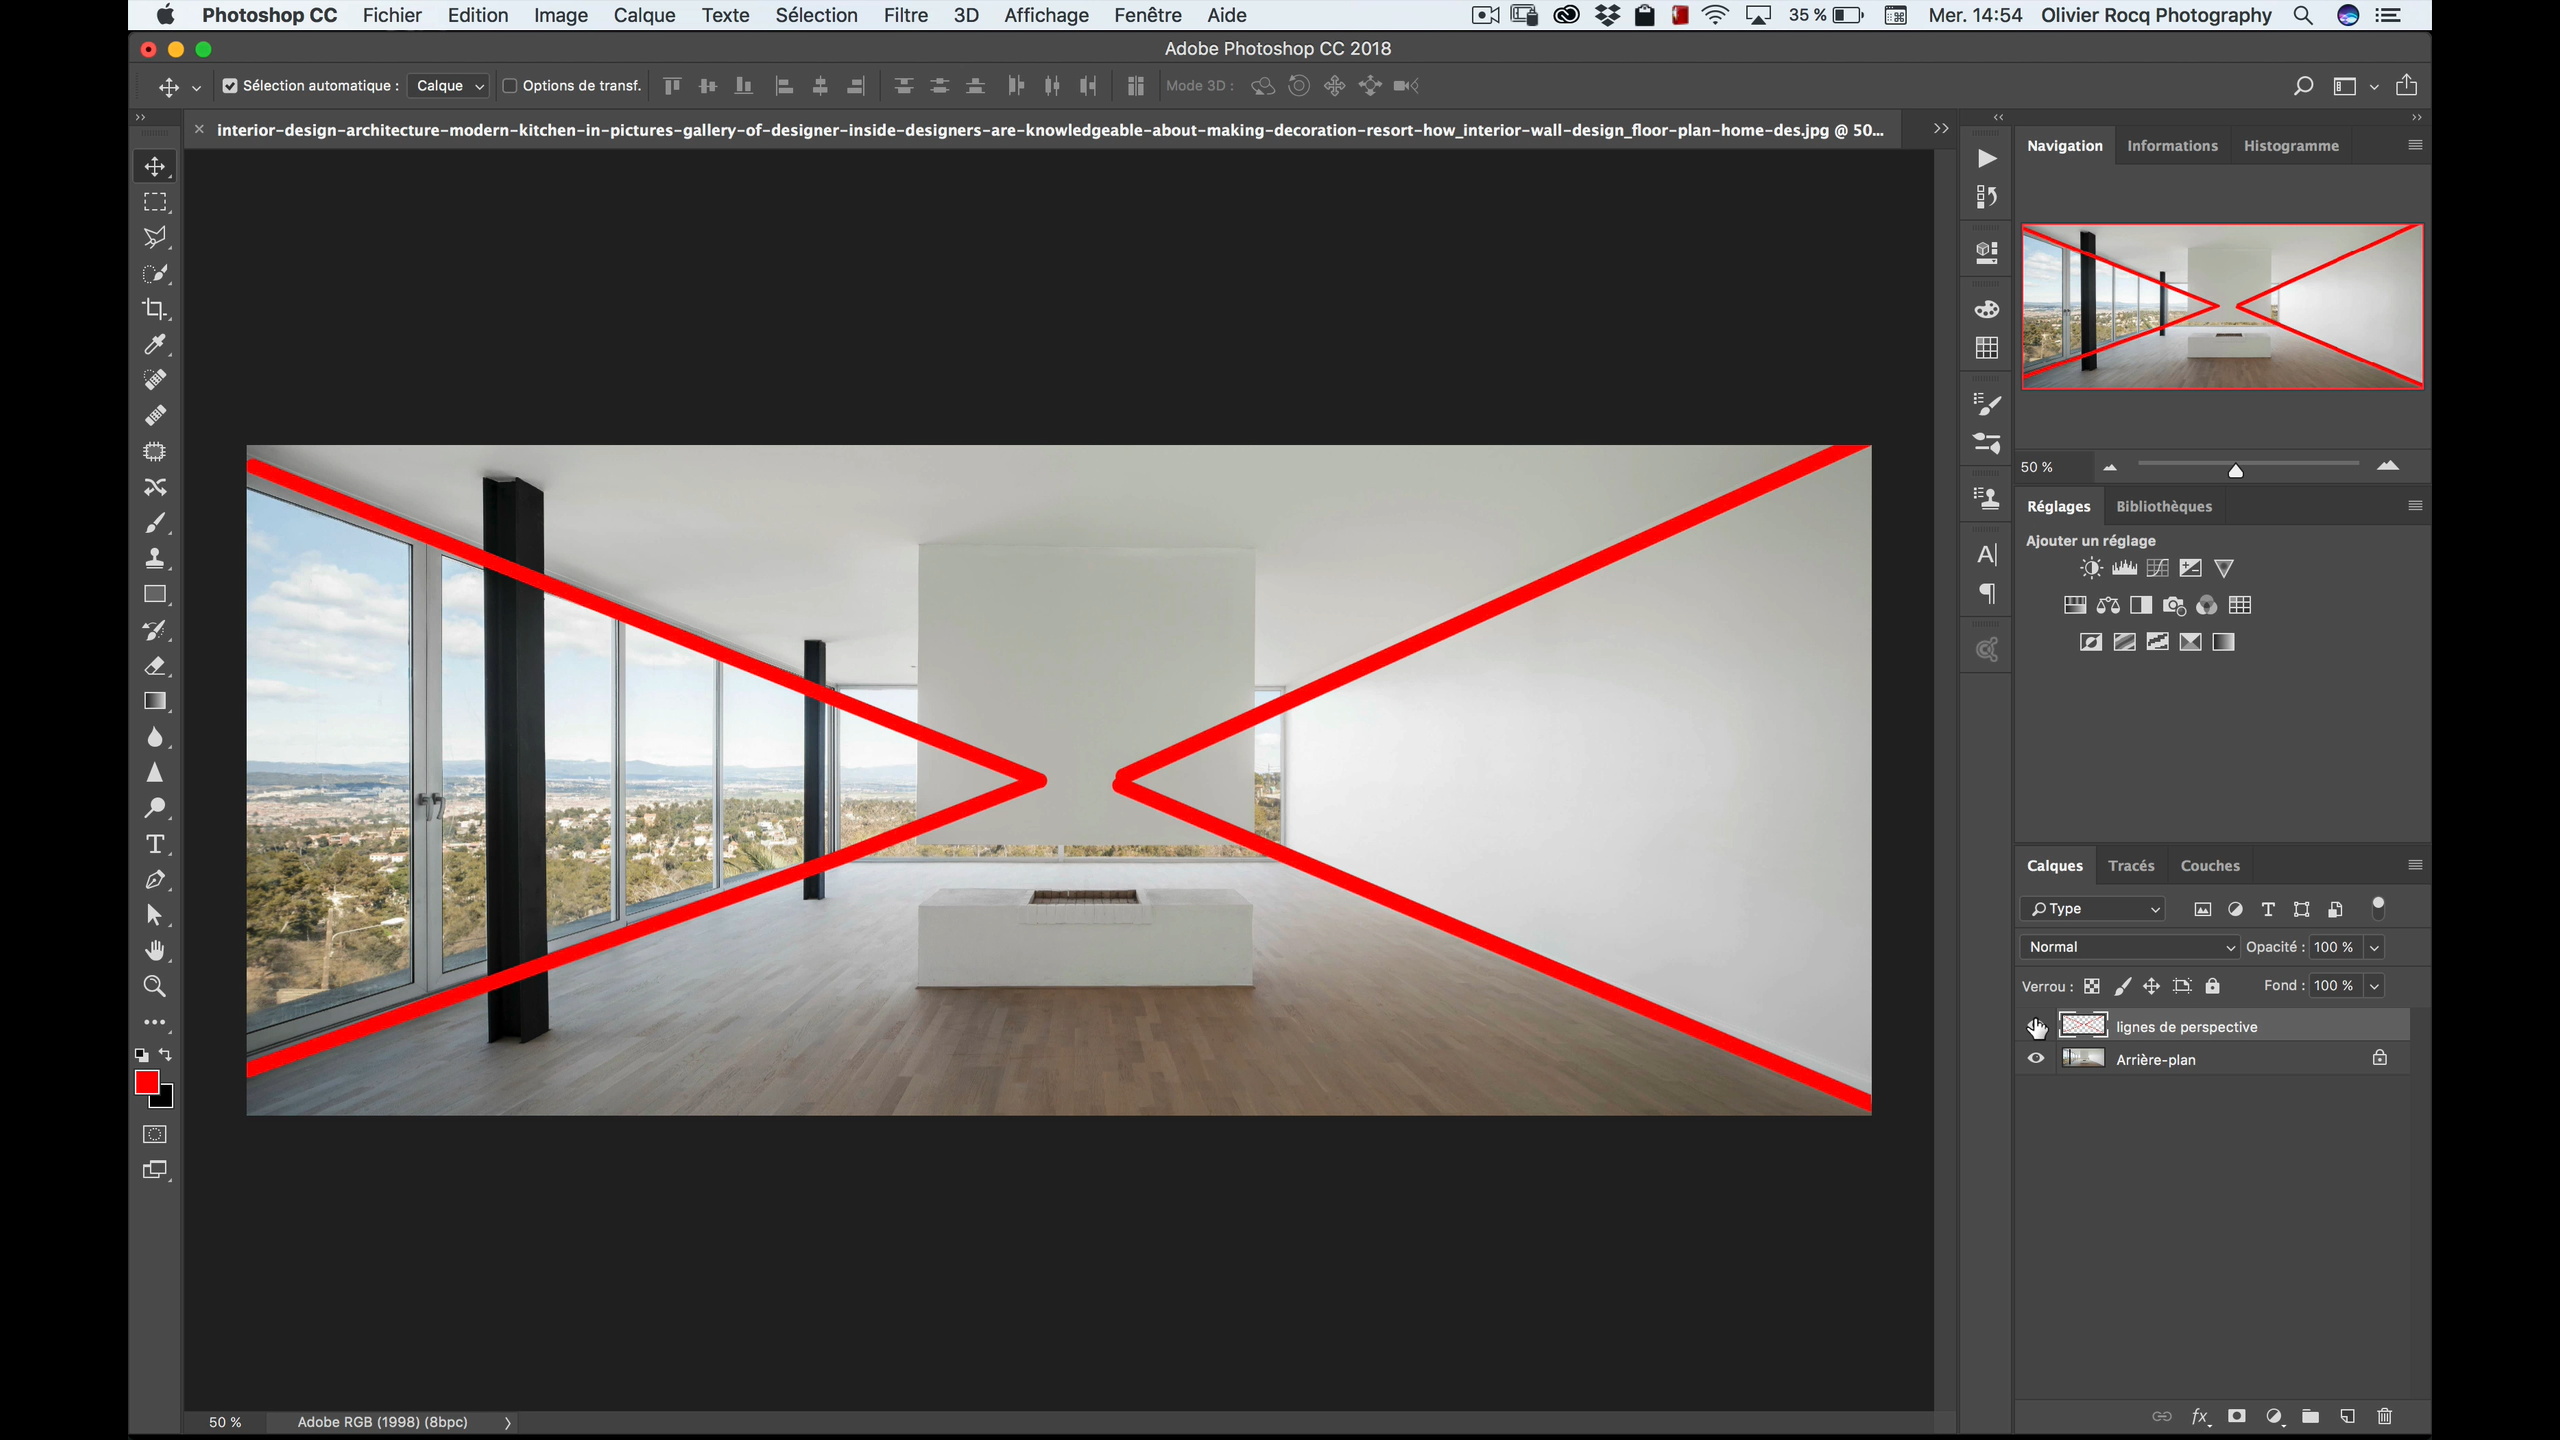 Photoshop CC Fichier Edition Image Calque Texte Sélection Filtre 3D Affichage Fenêtre Aide 35 % Mer. 14:54 Olivier Rocq Photography
Adobe Photoshop CC 2018
Sélection automatique : Calque Options de transf. Mode 3D :
interior-design-architecture-modern-kitchen-in-pictures-gallery-of-designer-inside-designers-are-knowledgeable-about-making-decoration-resort-how_interior-wall-design_floor-plan-home-des.jpg @ 50...
Navigation Informations Histogramme
50 %
Réglages Bibliothèques
Ajouter un réglage
Calques Tracés Couches
Type
Normal Opacité : 100 %
Verrou : Fond : 100 %
lignes de perspective
Arrière-plan
50 % Adobe RGB (1998) (8bpc)